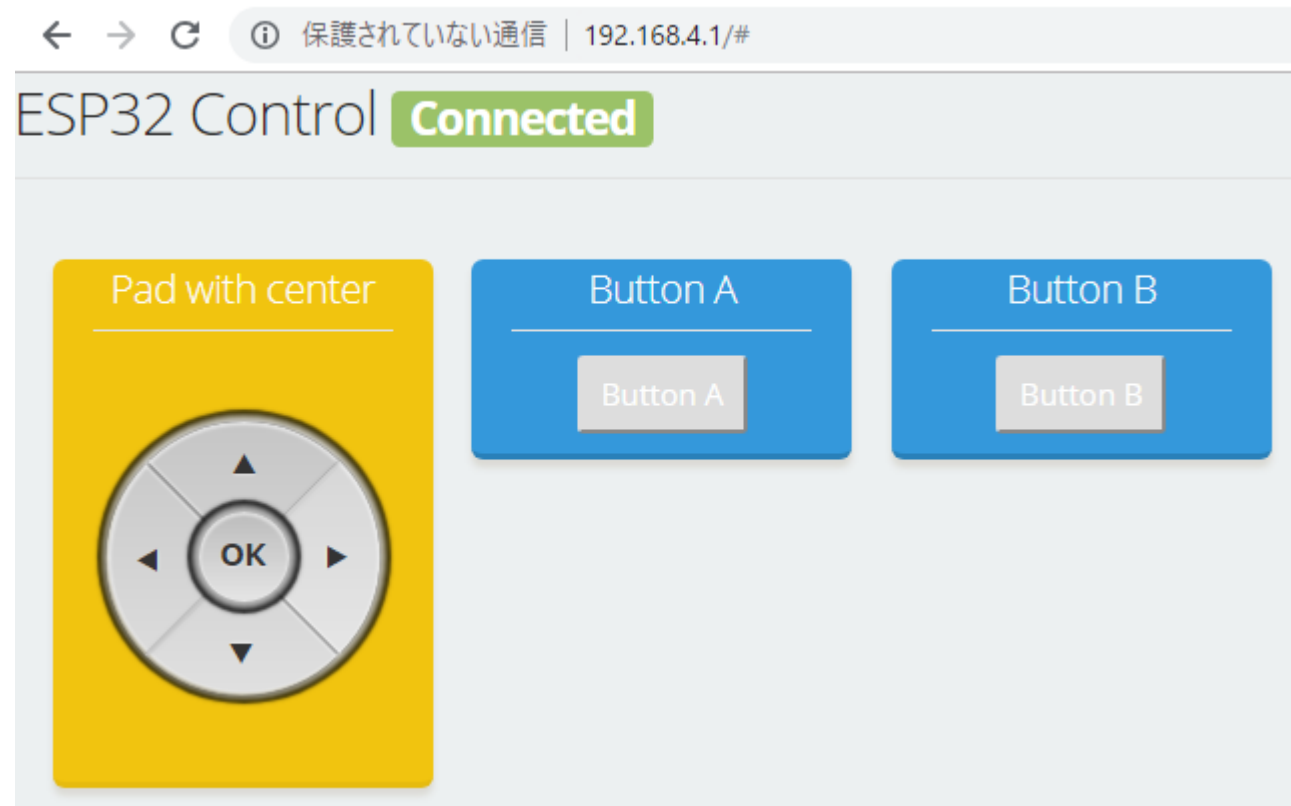 保護されていない通信 | 192.168.4.1/#
ESP32 Control Connected
Pad with center
Button A
Button B
Button A
Button B
OK